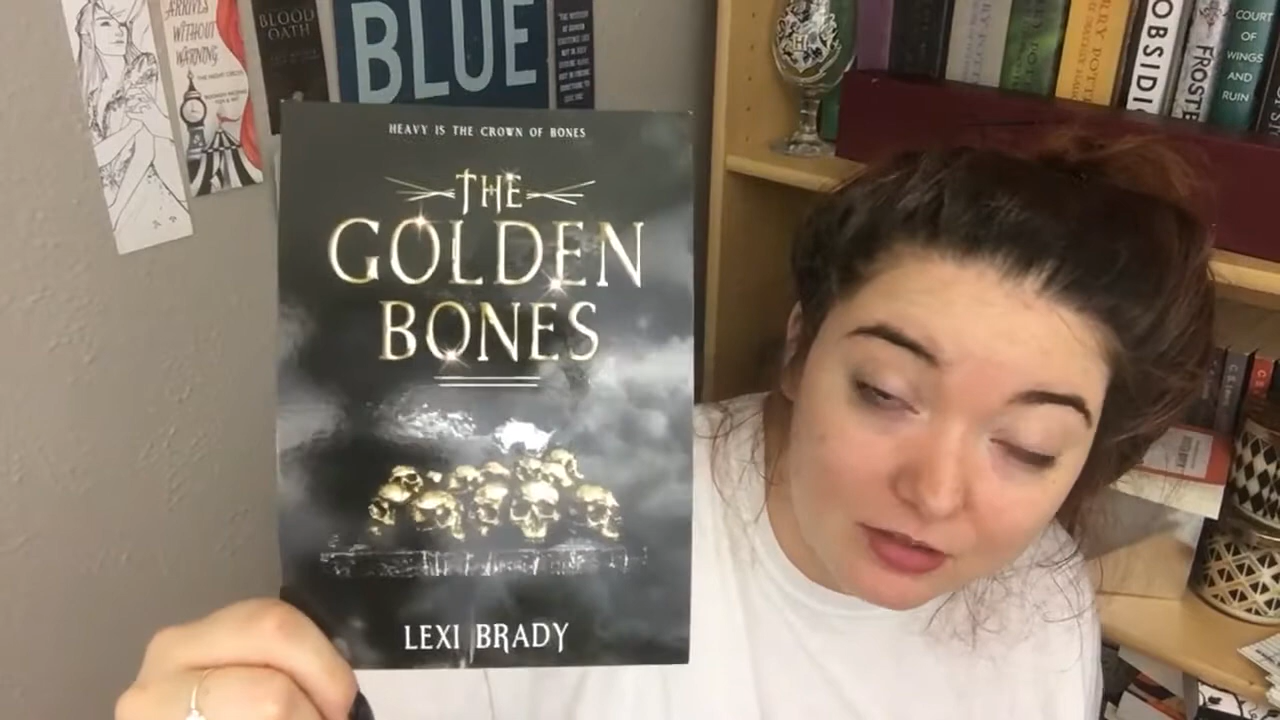 ARRIVES
WITHOUT
WARNING
BLOOD
OATH
BLUE
HEAVY IS THE CROWN OF BONES
THE
GOLDEN
BONES
LEXI BRADY
OBSIDI
FROSTB
COURT
OF
WINGS
AND
RUIN